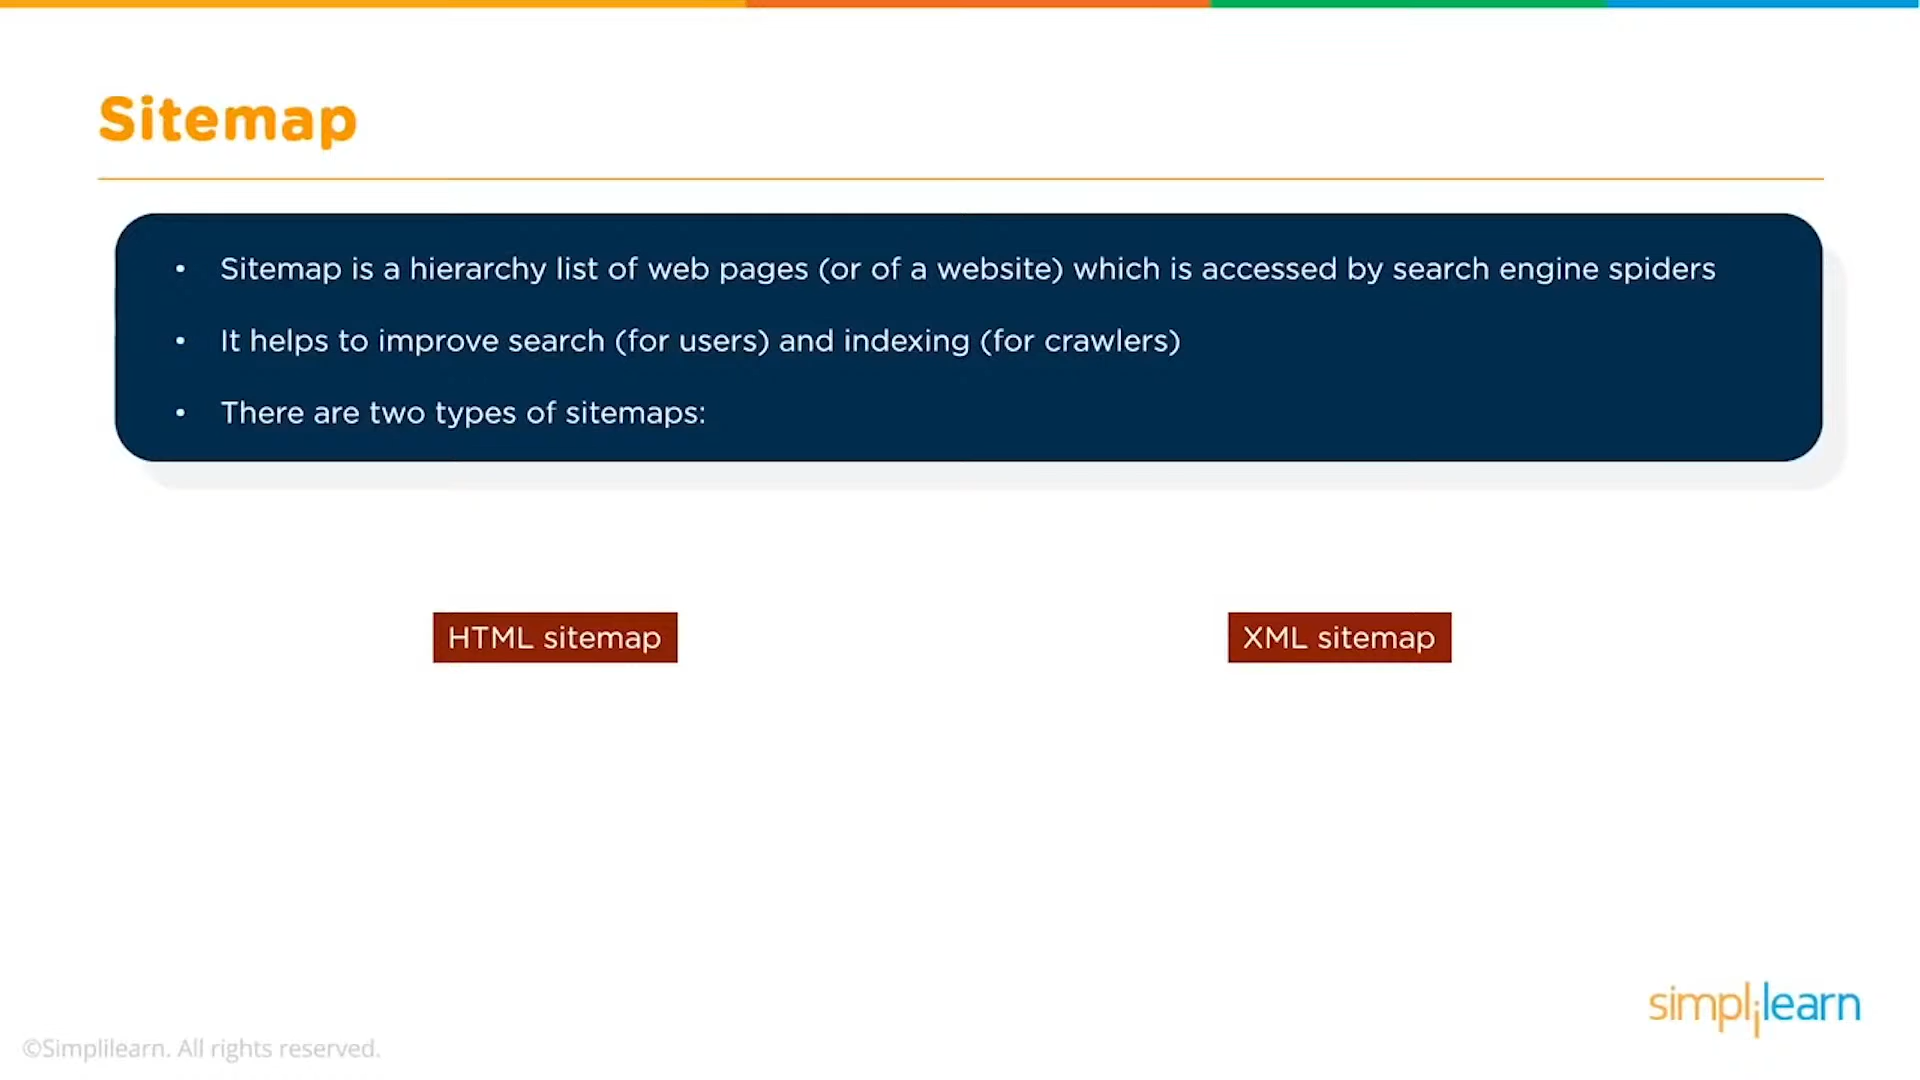 Sitemap
• Sitemap is a hierarchy list of web pages (or of a website) which is accessed by search engine spiders
• It helps to improve search (for users) and indexing (for crawlers)
• There are two types of sitemaps:
HTML sitemap
XML sitemap
simplilearn
©Simplilearn. All rights reserved.